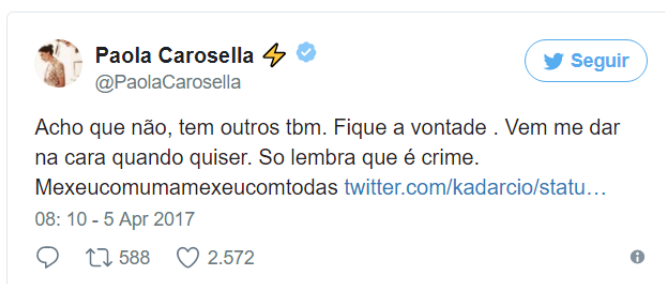 Paola Carosella ⚡
Seguir
@PaolaCarosella
Acho que não, tem outros tbm. Fique a vontade . Vem me dar
na cara quando quiser. So lembra que é crime.
Mexeucomumamexeucomtodas twitter.com/kadarcio/statu…
08: 10 - 5 Apr 2017
588 2.572